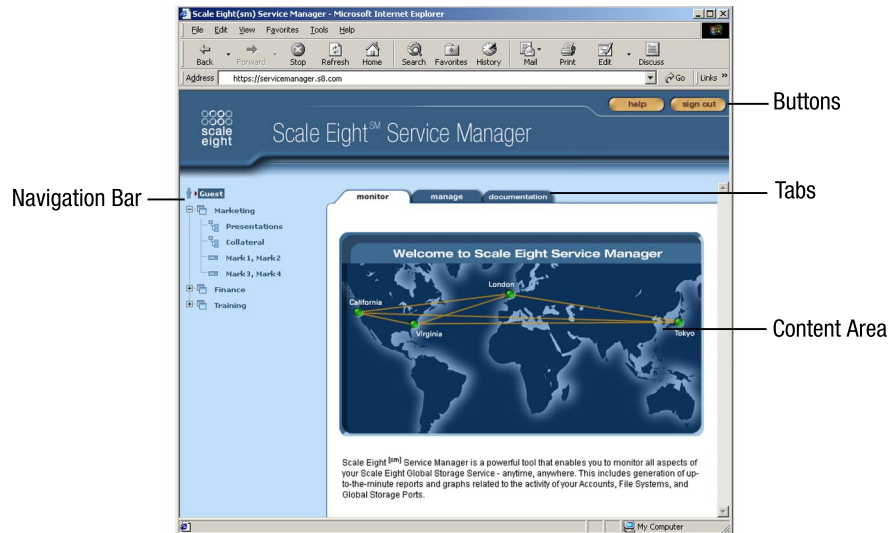 Scale Eight(sm) Service Manager - Microsoft Internet Explorer
File Edit View Favorites Tools Help
Back Forward Stop Refresh Home Search Favorites History Mail Print Edit Discuss
Address https://servicemanager.s8.com Go Links »
help sign out
Buttons
scale
eight
Scale Eight℠ Service Manager
Navigation Bar
Guest
Marketing
Presentations
Collateral
Mark1, Mark2
Mark3, Mark4
Finance
Training
monitor manage documentation
Tabs
Welcome to Scale Eight Service Manager
London
California
Virginia
Tokyo
Content Area
Scale Eight [sm] Service Manager is a powerful tool that enables you to monitor all aspects
of your Scale Eight Global Storage Service - anytime, anywhere. This includes generation of up-
to-the-minute reports and graphs related to the activity of your Accounts, File Systems, and
Global Storage Ports.
My Computer